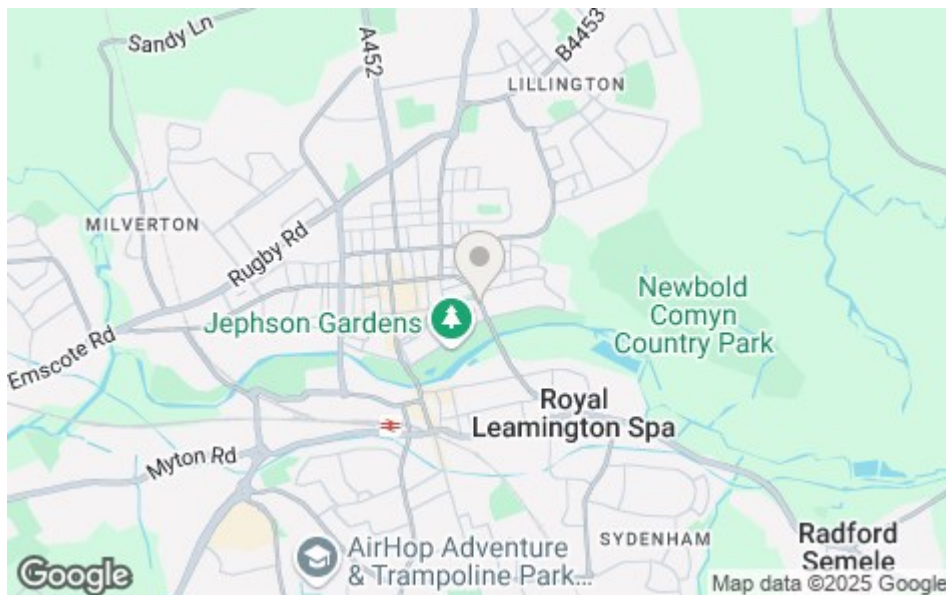 Sandy Ln
A452
B4453
LILLINGTON
MILVERTON
Rugby Rd
Newbold
Comyn
Country Park
Jephson Gardens
Emscote Rd
Royal
Leamington Spa
Myton Rd
SYDENHAM
Radford
Semele
AirHop Adventure
& Trampoline Park...
Google
Map data ©2025 Google